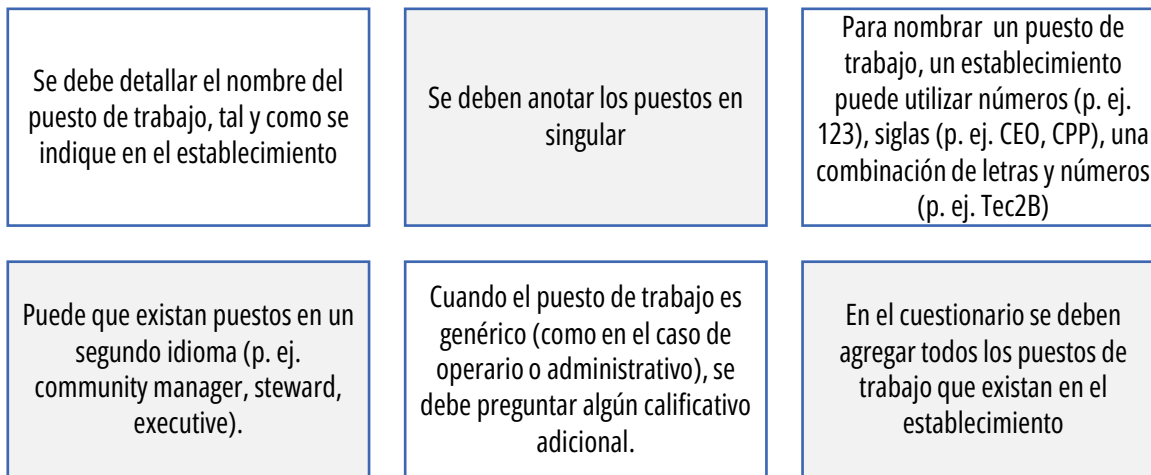 Se debe detallar el nombre del
puesto de trabajo, tal y como se
indique en el establecimiento
Se deben anotar los puestos en
singular
Para nombrar un puesto de
trabajo, un establecimiento
puede utilizar números (p. ej.
123), siglas (p. ej. CEO, CPP), una
combinación de letras y números
(p. ej. Tec2B)
Puede que existan puestos en un
segundo idioma (p. ej.
community manager, steward,
executive).
Cuando el puesto de trabajo es
genérico (como en el caso de
operario o administrativo), se
debe preguntar algún calificativo
adicional.
En el cuestionario se deben
agregar todos los puestos de
trabajo que existan en el
establecimiento